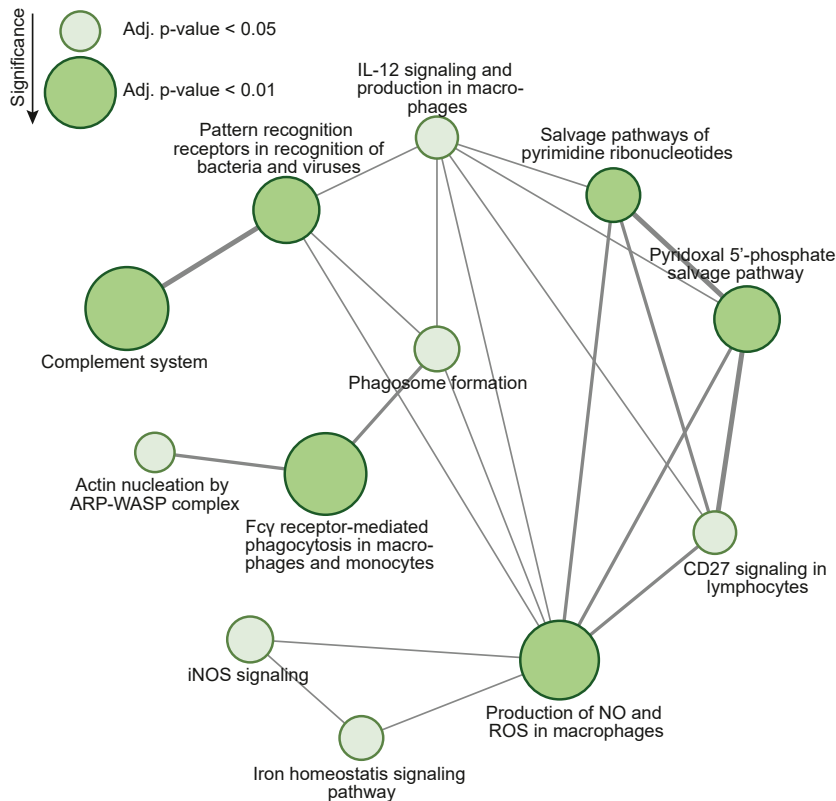 Significance
Adj. p-value < 0.05
Adj. p-value < 0.01
IL-12 signaling and
production in macro-
phages
Pattern recognition
receptors in recognition of
bacteria and viruses
Salvage pathways of
pyrimidine ribonucleotides
Pyridoxal 5'-phosphate
salvage pathway
Complement system
Phagosome formation
Actin nucleation by
ARP-WASP complex
Fcγ receptor-mediated
phagocytosis in macro-
phages and monocytes
CD27 signaling in
lymphocytes
iNOS signaling
Production of NO and
ROS in macrophages
Iron homeostatis signaling
pathway